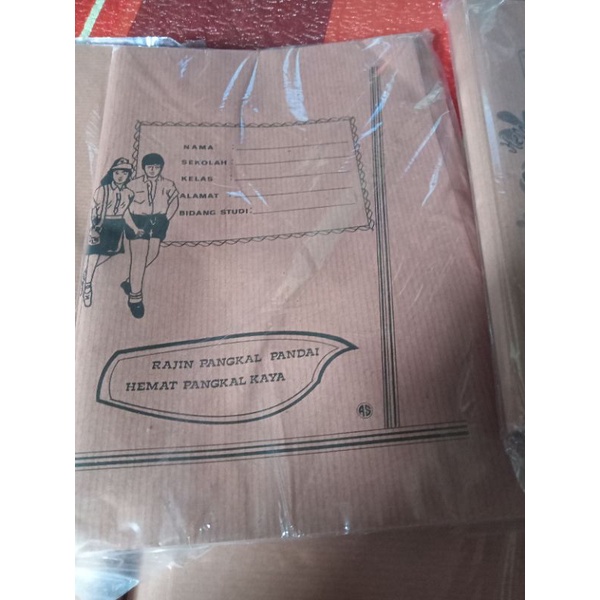 NAMA
SEKOLAH
KELAS
ALAMAT
BIDANG STUDI:
RAJIN PANGKAL PANDAI
HEMAT PANGKAL KAYA
AS